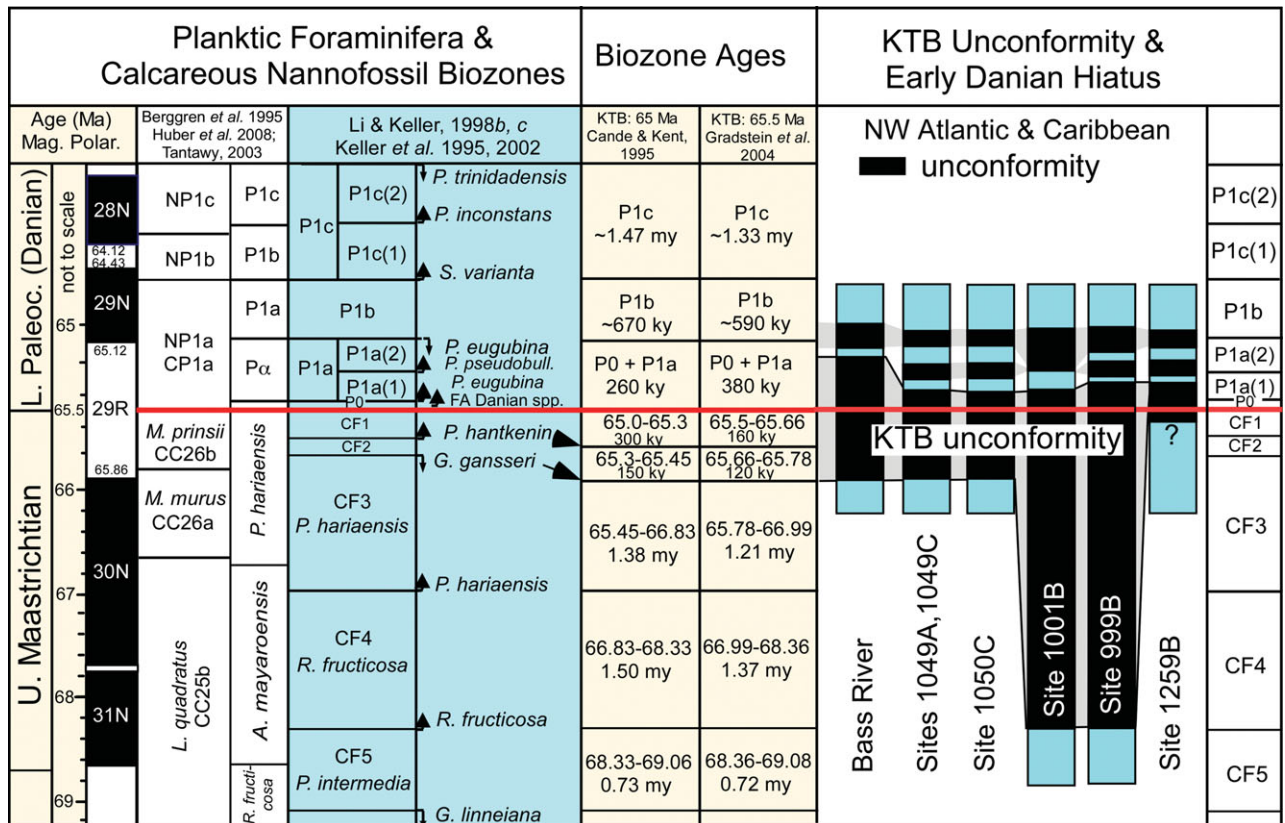 Planktic Foraminifera &
Calcareous Nannofossil Biozones
Biozone Ages
KTB Unconformity &
Early Danian Hiatus
Age (Ma)
Mag. Polar.
Berggren et al. 1995
Huber et al. 2008;
Tantawy, 2003
Li & Keller, 1998b, c
Keller et al. 1995, 2002
KTB: 65 Ma
Cande & Kent,
1995
KTB: 65.5 Ma
Gradstein et al.
2004
NW Atlantic & Caribbean
unconformity
L. Paleoc. (Danian)
U. Maastrichtian
not to scale
65
65.5
66
67
68
69
28N
64.12
64.43
29N
65.12
29R
65.86
30N
31N
NP1c
NP1b
NP1a
CP1a
M. prinsii
CC26b
M. murus
CC26a
L. quadratus
CC25b
P1c
P1b
P1a
Pα
P. hariaensis
A. mayaroensis
R. fructi-
cosa
P1c
P1c(2)
P1c(1)
P1b
P1a
P1a(2)
P1a(1)
P0
CF1
CF2
CF3
P. hariaensis
CF4
R. fructicosa
CF5
P. intermedia
P. trinidadensis
P. inconstans
S. varianta
P. eugubina
P. pseudobull.
P. eugubina
FA Danian spp.
P. hantkenin
G. gansseri
P. hariaensis
R. fructicosa
G. linneiana
P1c
~1.47 my
P1b
~670 ky
P0 + P1a
260 ky
65.0-65.3
300 ky
65.3-65.45
150 ky
65.45-66.83
1.38 my
66.83-68.33
1.50 my
68.33-69.06
0.73 my
P1c
~1.33 my
P1b
~590 ky
P0 + P1a
380 ky
65.5-65.66
160 ky
65.66-65.78
120 ky
65.78-66.99
1.21 my
66.99-68.36
1.37 my
68.36-69.08
0.72 my
KTB unconformity
?
Bass River
Sites 1049A,1049C
Site 1050C
Site 1001B
Site 999B
Site 1259B
P1c(2)
P1c(1)
P1b
P1a(2)
P1a(1)
P0
CF1
CF2
CF3
CF4
CF5